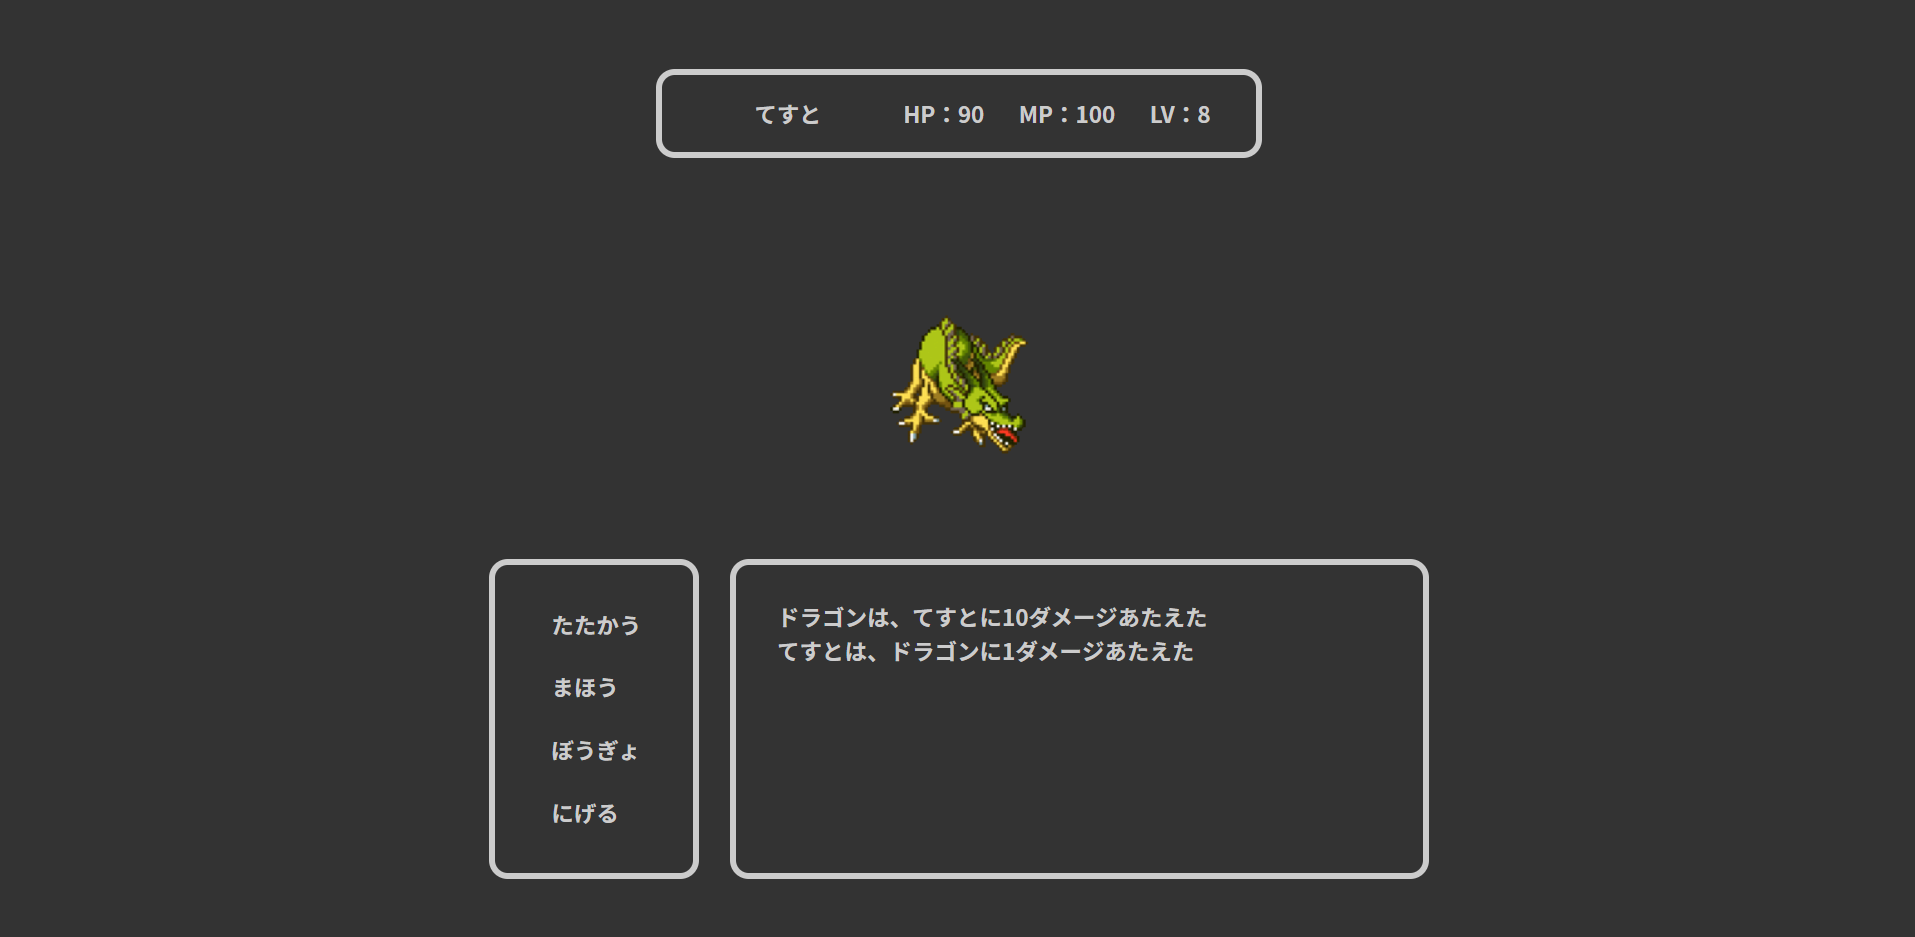 てすと HP：90 MP：100 LV：8
たたかう
まほう
ぼうぎょ
にげる
ドラゴンは、てすとに10ダメージあたえた
てすとは、ドラゴンに1ダメージあたえた